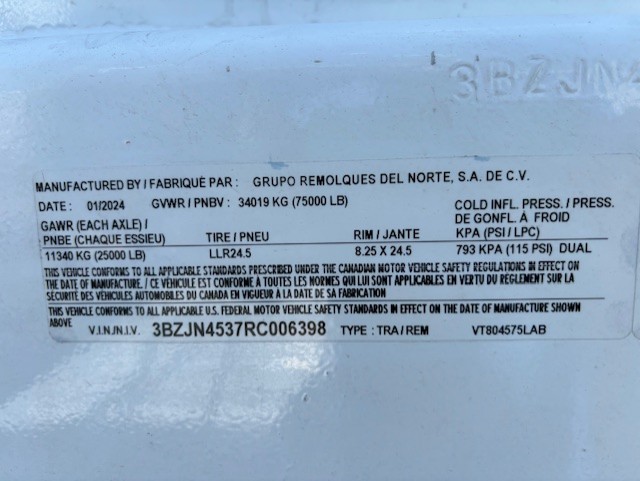 3BZJN
MANUFACTURED BY / FABRIQUÉ PAR : GRUPO REMOLQUES DEL NORTE, S.A. DE C.V.
DATE : 01/2024 GVWR / PNBV : 34019 KG (75000 LB) COLD INFL. PRESS. / PRESS.
DE GONFL. À FROID
GAWR (EACH AXLE) / KPA (PSI / LPC)
PNBE (CHAQUE ESSIEU) TIRE / PNEU RIM / JANTE
11340 KG (25000 LB) LLR24.5 8.25 X 24.5 793 KPA (115 PSI) DUAL
THIS VEHICLE CONFORMS TO ALL APPLICABLE STANDARDS PRESCRIBED UNDER THE CANADIAN MOTOR VEHICLE SAFETY REGULATIONS IN EFFECT ON
THE DATE OF MANUFACTURE. / CE VEHICULE EST CONFORME A TOUTES LES NORMES QUI LUI SONT APPLICABLES EN VERTU DU RÈGLEMENT SUR LA
SÉCURITÉ DES VÉHICULES AUTOMOBILES DU CANADA EN VIGUEUR A LA DATE DE SA FABRICATION
THIS VEHICLE CONFORMS TO ALL APPLICABLE U.S. FEDERAL MOTOR VEHICLE SAFETY STANDARDS IN EFFECT ON THE DATE OF MANUFACTURE SHOWN
ABOVE
V.I.N./N.I.V. 3BZJN4537RC006398 TYPE : TRA / REM VT804575LAB